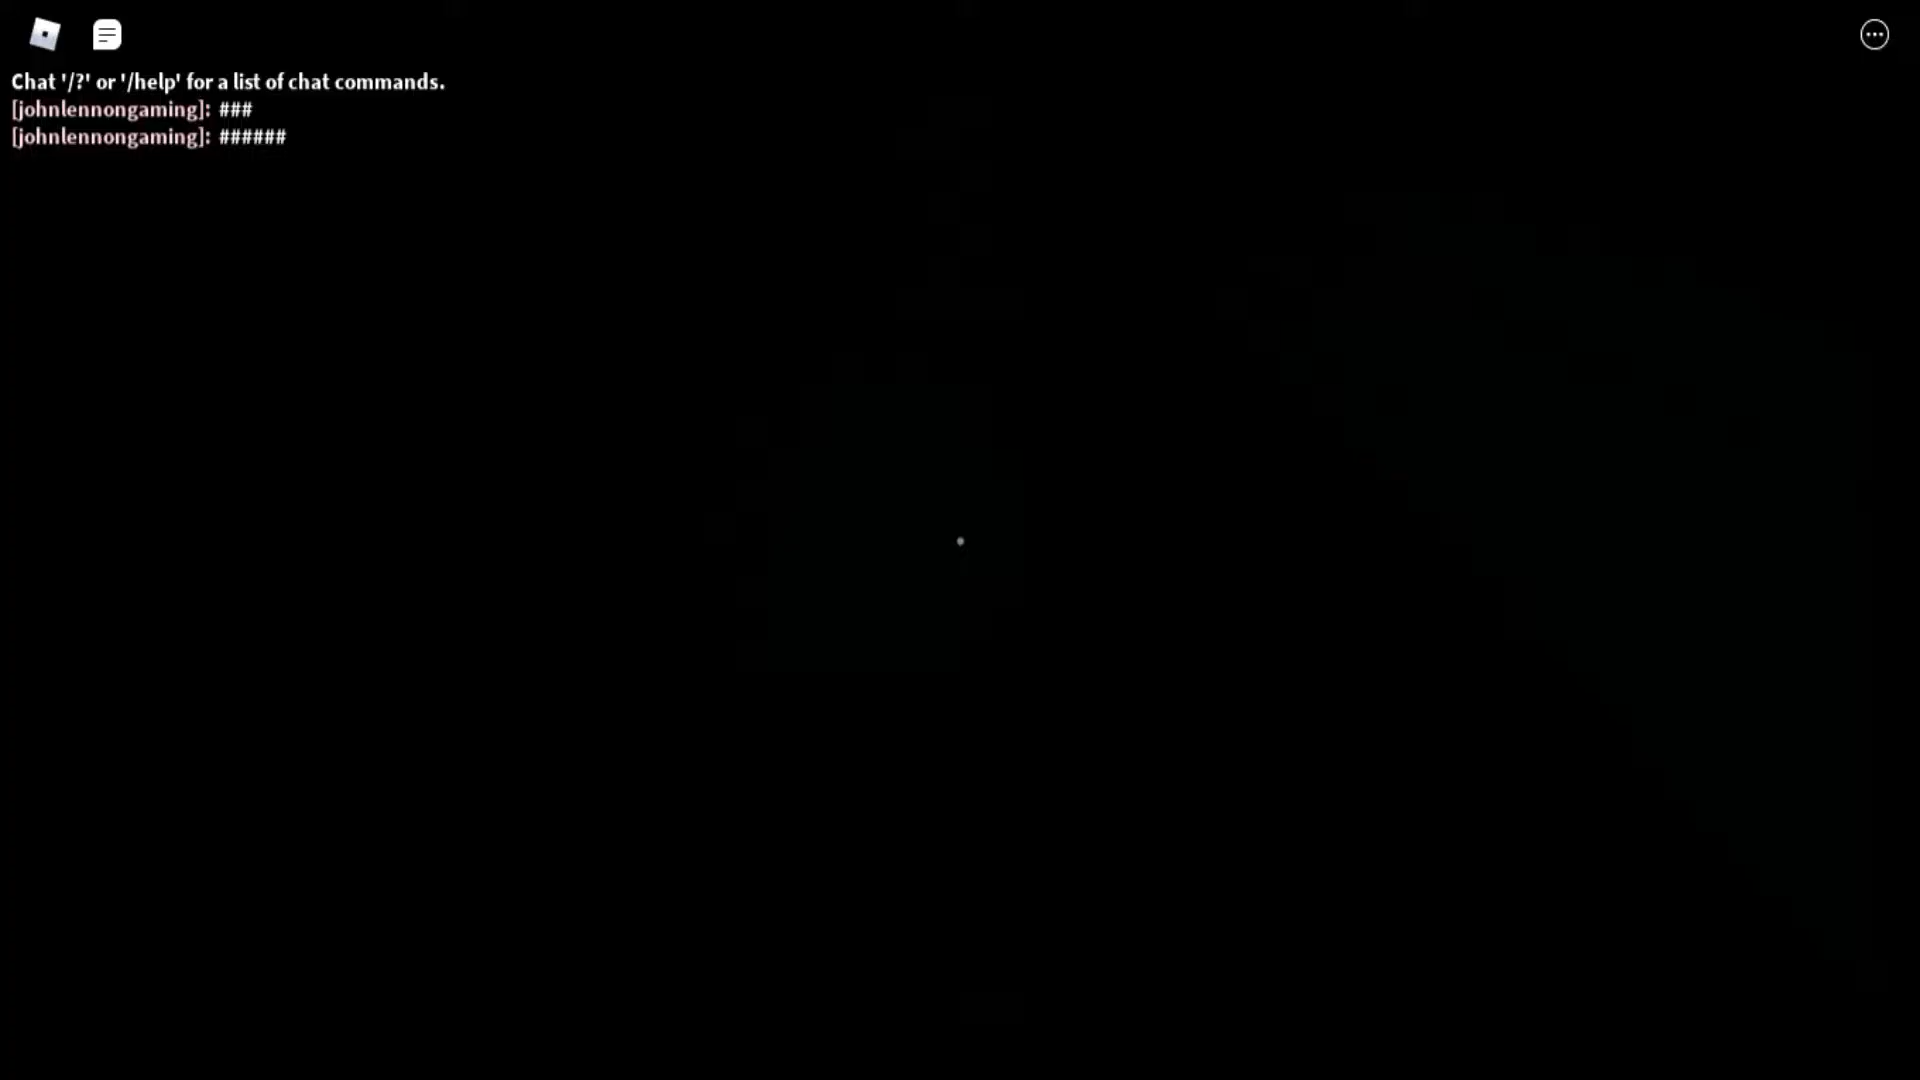 Chat '/?' or '/help' for a list of chat commands.
[johnlennongaming]: ###
[johnlennongaming]: ######